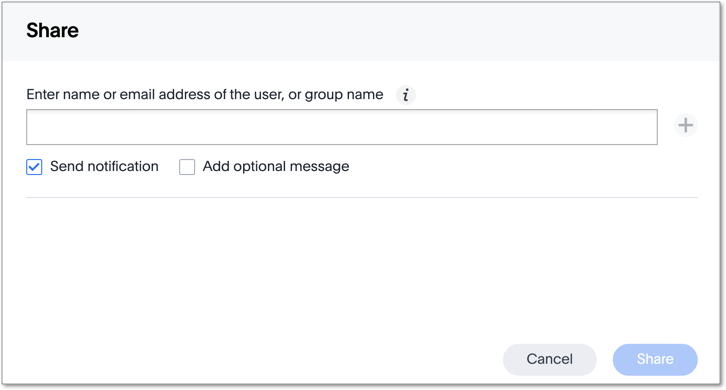 Share
Enter name or email address of the user, or group name i
Send notification Add optional message
Cancel Share